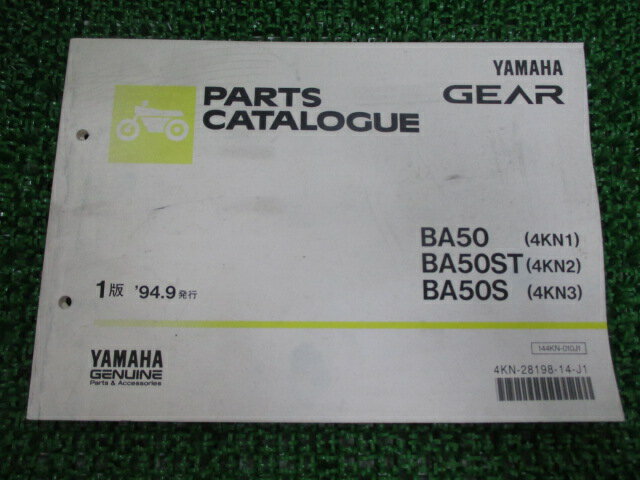 YAMAHA
GEAR
PARTS
CATALOGUE
BA50 (4KN1)
BA50ST (4KN2)
BA50S (4KN3)
1版 '94.9 発行
YAMAHA
GENUINE
Parts & Accessories
144KN-010J1
4KN-28198-14-J1